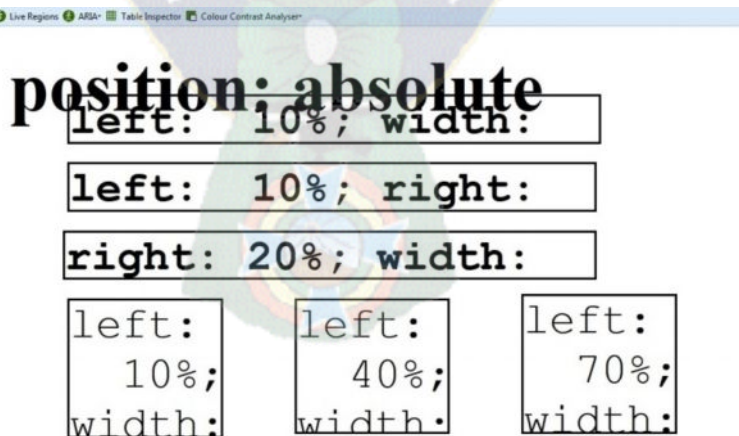 Live Regions ARIA Table Inspector Colour Contrast Analyser
position: absolute
left: 10%; width:
left: 10%; right:
right: 20%; width:
left:
10%;
width:
left:
40%;
width:
left:
70%;
width: